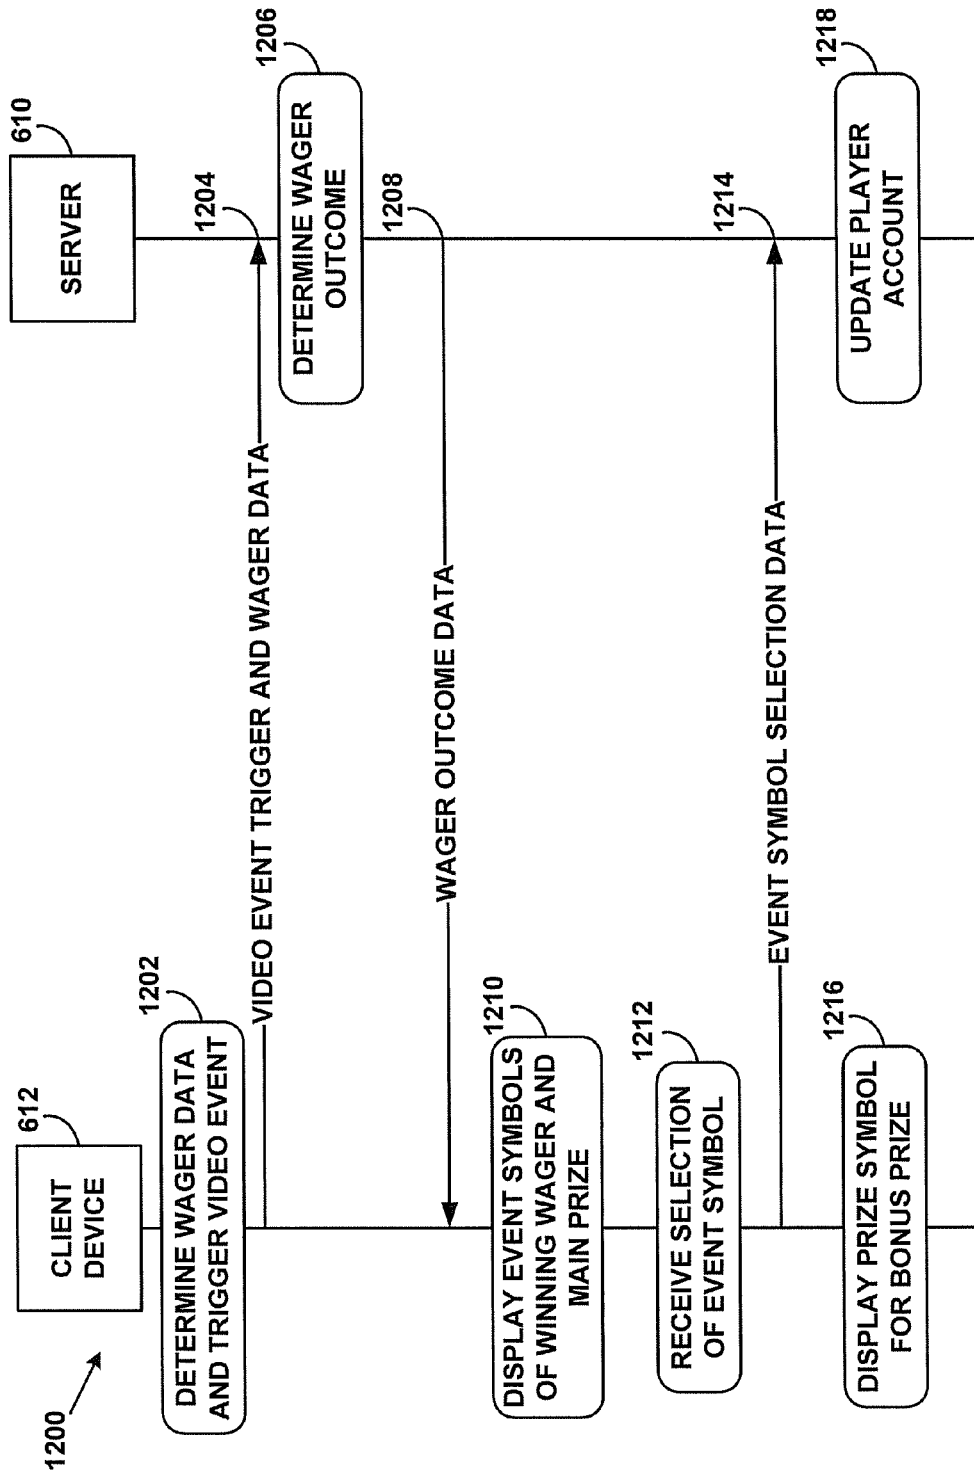 1200
CLIENT
DEVICE
612
SERVER
610
DETERMINE WAGER DATA
AND TRIGGER VIDEO EVENT
1202
VIDEO EVENT TRIGGER AND WAGER DATA
1204
DETERMINE WAGER
OUTCOME
1206
WAGER OUTCOME DATA
1208
DISPLAY EVENT SYMBOLS
OF WINNING WAGER AND
MAIN PRIZE
1210
RECEIVE SELECTION
OF EVENT SYMBOL
1212
EVENT SYMBOL SELECTION DATA
1214
DISPLAY PRIZE SYMBOL
FOR BONUS PRIZE
1216
UPDATE PLAYER
ACCOUNT
1218